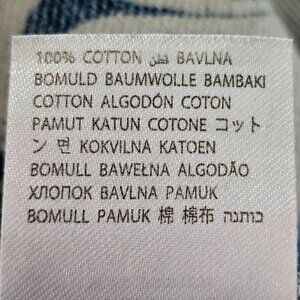 100% COTTON قطن BAVLNA
BOMULD BAUMWOLLE BAMBAKI
COTTON ALGODÓN COTON
PAMUT KATUN COTONE コット
ン 면 KOKVILNA KATOEN
BOMULL BAWEŁNA ALGODÃO
ХЛОПОК BAVLNA PAMUK
BOMULL PAMUK 棉 棉布 כותנה